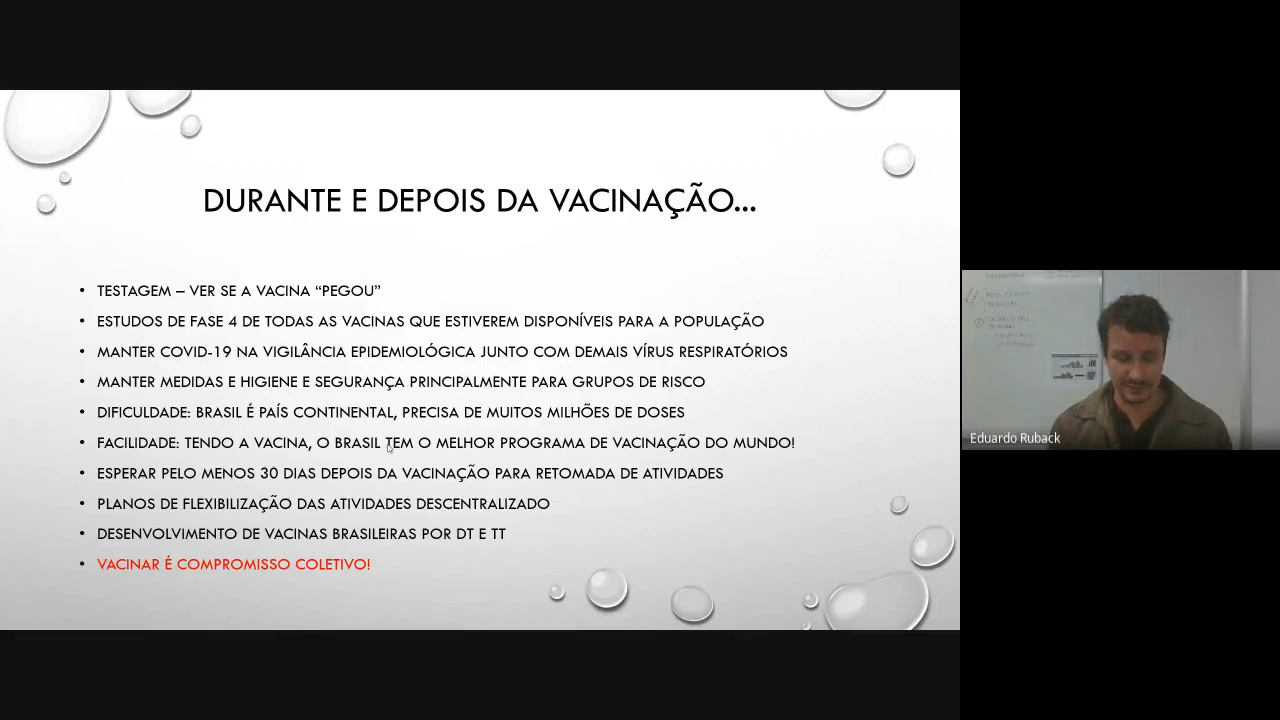 DURANTE E DEPOIS DA VACINAÇÃO...
• TESTAGEM – VER SE A VACINA “PEGOU”
• ESTUDOS DE FASE 4 DE TODAS AS VACINAS QUE ESTIVEREM DISPONÍVEIS PARA A POPULAÇÃO
• MANTER COVID-19 NA VIGILÂNCIA EPIDEMIOLÓGICA JUNTO COM DEMAIS VÍRUS RESPIRATÓRIOS
• MANTER MEDIDAS E HIGIENE E SEGURANÇA PRINCIPALMENTE PARA GRUPOS DE RISCO
• DIFICULDADE: BRASIL É PAÍS CONTINENTAL, PRECISA DE MUITOS MILHÕES DE DOSES
• FACILIDADE: TENDO A VACINA, O BRASIL TEM O MELHOR PROGRAMA DE VACINAÇÃO DO MUNDO!
• ESPERAR PELO MENOS 30 DIAS DEPOIS DA VACINAÇÃO PARA RETOMADA DE ATIVIDADES
• PLANOS DE FLEXIBILIZAÇÃO DAS ATIVIDADES DESCENTRALIZADO
• DESENVOLVIMENTO DE VACINAS BRASILEIRAS POR DT E TT
• VACINAR É COMPROMISSO COLETIVO!
Eduardo Ruback